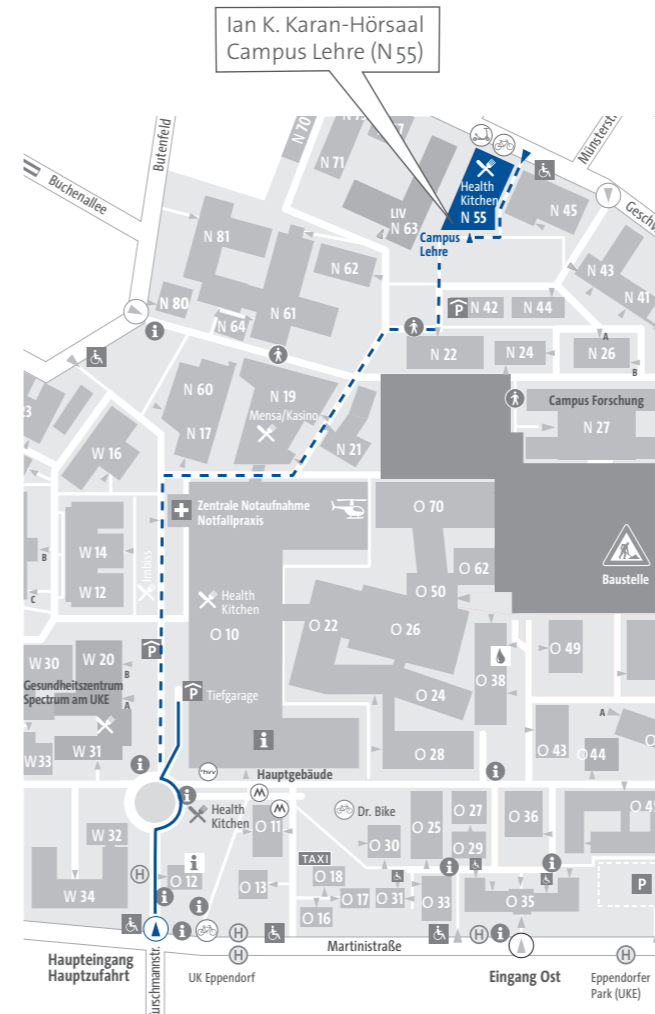 Ian K. Karan-Hörsaal
Campus Lehre (N 55)
Butenfeld
Buchenallee
Münsterstr.
N 70
N 71
LIV
N 63
Health
Kitchen
N 55
Campus
Lehre
N 45
N 43
N 41
N 81
N 62
N 80
N 61
N 64
P
N 42
N 44
N 22
N 24
N 26
A
B
N 60
N 19
Mensa/Kasino
N 17
N 21
Campus Forschung
N 27
W 16
Zentrale Notaufnahme
Notfallpraxis
O 70
W 14
B
W 12
C
Imbiss
Health
Kitchen
O 10
O 62
O 50
O 22
O 26
Baustelle
O 49
O 38
W 30
W 20
B
P
Gesundheitszentrum
Spectrum am UKE
A
P
Tiefgarage
O 24
W 31
W 33
O 28
O 43
O 44
A
i
Hauptgebäude
hvv
Health
Kitchen
M
M
Dr. Bike
O 11
O 25
O 27
O 36
O 29
O 30
W 32
W 34
H
O 12
O 13
TAXI
O 18
O 17
O 16
O 31
O 33
O 35
P
H
H
H
H
H
Martinistraße
Haupteingang
Hauptzufahrt
UK Eppendorf
Eingang Ost
Eppendorfer
Park (UKE)